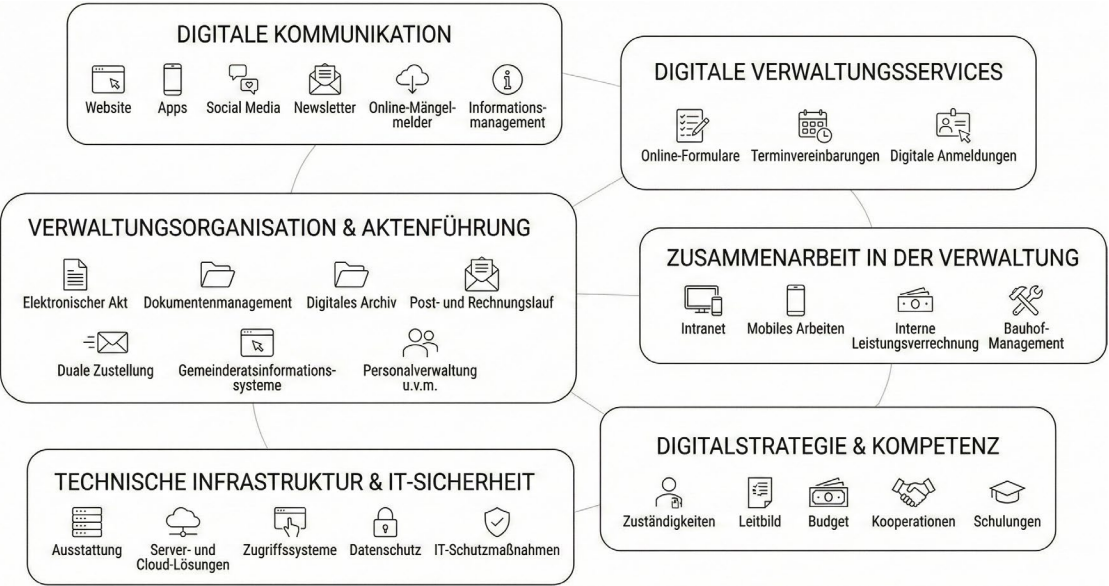 DIGITALE KOMMUNIKATION
Website
Apps
Social Media
Newsletter
Online-Mängel-
melder
Informations-
management
DIGITALE VERWALTUNGSSERVICES
Online-Formulare
Terminvereinbarungen
Digitale Anmeldungen
VERWALTUNGSORGANISATION & AKTENFÜHRUNG
Elektronischer Akt
Dokumentenmanagement
Digitales Archiv
Post- und Rechnungslauf
Duale Zustellung
Gemeinderatsinformations-
systeme
Personalverwaltung
u.v.m.
ZUSAMMENARBEIT IN DER VERWALTUNG
Intranet
Mobiles Arbeiten
Interne
Leistungsverrechnung
Bauhof-
Management
TECHNISCHE INFRASTRUKTUR & IT-SICHERHEIT
Ausstattung
Server- und
Cloud-Lösungen
Zugriffssysteme
Datenschutz
IT-Schutzmaßnahmen
DIGITALSTRATEGIE & KOMPETENZ
Zuständigkeiten
Leitbild
Budget
Kooperationen
Schulungen